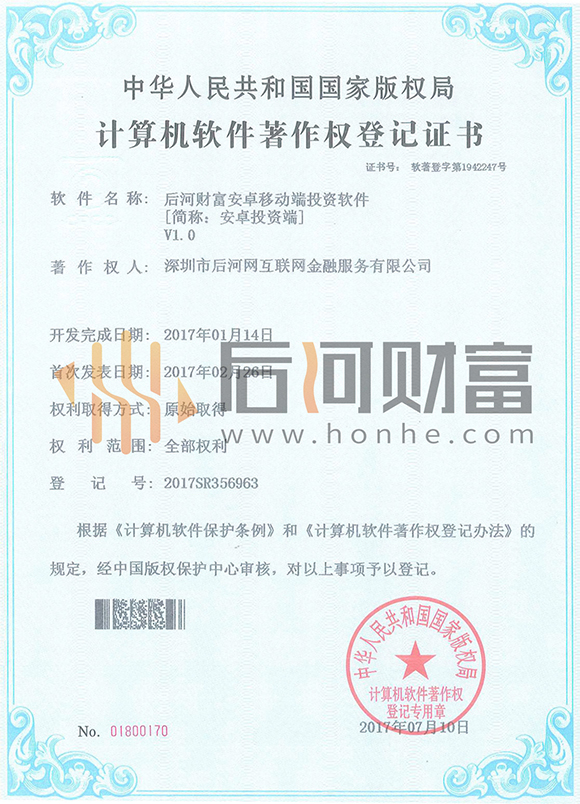 中华人民共和国国家版权局
计算机软件著作权登记证书
证书号： 软著登字第1942247号
软件名称： 后河财富安卓移动端投资软件
[简称：安卓投资端]
V1.0
著作权人： 深圳市后河网互联网金融服务有限公司
开发完成日期： 2017年01月14日
首次发表日期： 2017年02月26日
后河财富
权利取得方式： 原始取得
www.honhe.com
权利范围： 全部权利
登记号： 2017SR356963
根据《计算机软件保护条例》和《计算机软件著作权登记办法》的
规定，经中国版权保护中心审核，对以上事项予以登记。
中华人民共和国国家版权局
计算机软件著作权
登记专用章
2017年07月10日
No. 01800170